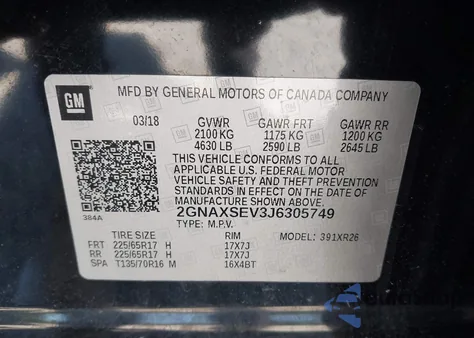 GM
MFD BY GENERAL MOTORS OF CANADA COMPANY
03/18 GVWR GAWR FRT GAWR RR
2100 KG 1175 KG 1200 KG
4630 LB 2590 LB 2645 LB
THIS VEHICLE CONFORMS TO ALL
APPLICABLE U.S. FEDERAL MOTOR
VEHICLE SAFETY AND THEFT PREVENTION
STANDARDS IN EFFECT ON THE DATE OF
MANUFACTURE SHOWN ABOVE.
384A 2GNAXSEV3J6305749
TYPE: M.P.V.
TIRE SIZE RIM MODEL: 391XR26
FRT 225/65R17 H 17X7J
RR 225/65R17 H 17X7J
SPA T135/70R16 M 16X4BT